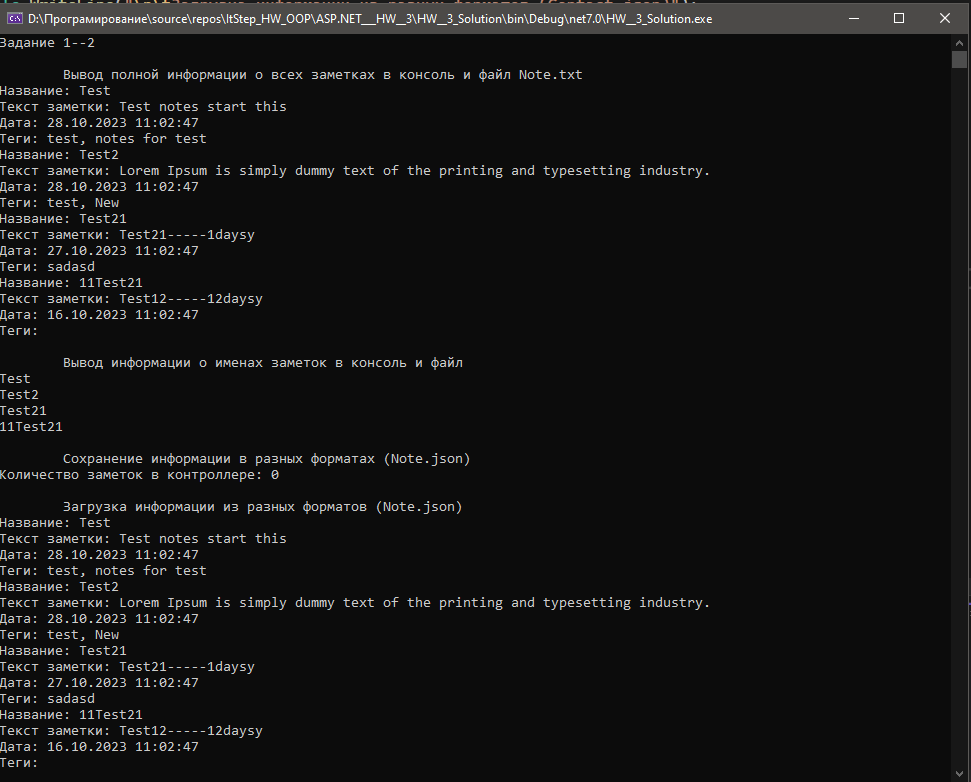 D:\Програмирование\source\repos\ItStep_HW_OOP\ASP.NET__HW__3\HW__3_Solution\bin\Debug\net7.0\HW__3_Solution.exe
Задание 1--2
Вывод полной информации о всех заметках в консоль и файл Note.txt
Название: Test
Текст заметки: Test notes start this
Дата: 28.10.2023 11:02:47
Теги: test, notes for test
Название: Test2
Текст заметки: Lorem Ipsum is simply dummy text of the printing and typesetting industry.
Дата: 28.10.2023 11:02:47
Теги: test, New
Название: Test21
Текст заметки: Test21-----1daysy
Дата: 27.10.2023 11:02:47
Теги: sadasd
Название: 11Test21
Текст заметки: Test12-----12daysy
Дата: 16.10.2023 11:02:47
Теги:
Вывод информации о именах заметок в консоль и файл
Test
Test2
Test21
11Test21
Сохранение информации в разных форматах (Note.json)
Количество заметок в контроллере: 0
Загрузка информации из разных форматов (Note.json)
Название: Test
Текст заметки: Test notes start this
Дата: 28.10.2023 11:02:47
Теги: test, notes for test
Название: Test2
Текст заметки: Lorem Ipsum is simply dummy text of the printing and typesetting industry.
Дата: 28.10.2023 11:02:47
Теги: test, New
Название: Test21
Текст заметки: Test21-----1daysy
Дата: 27.10.2023 11:02:47
Теги: sadasd
Название: 11Test21
Текст заметки: Test12-----12daysy
Дата: 16.10.2023 11:02:47
Теги: